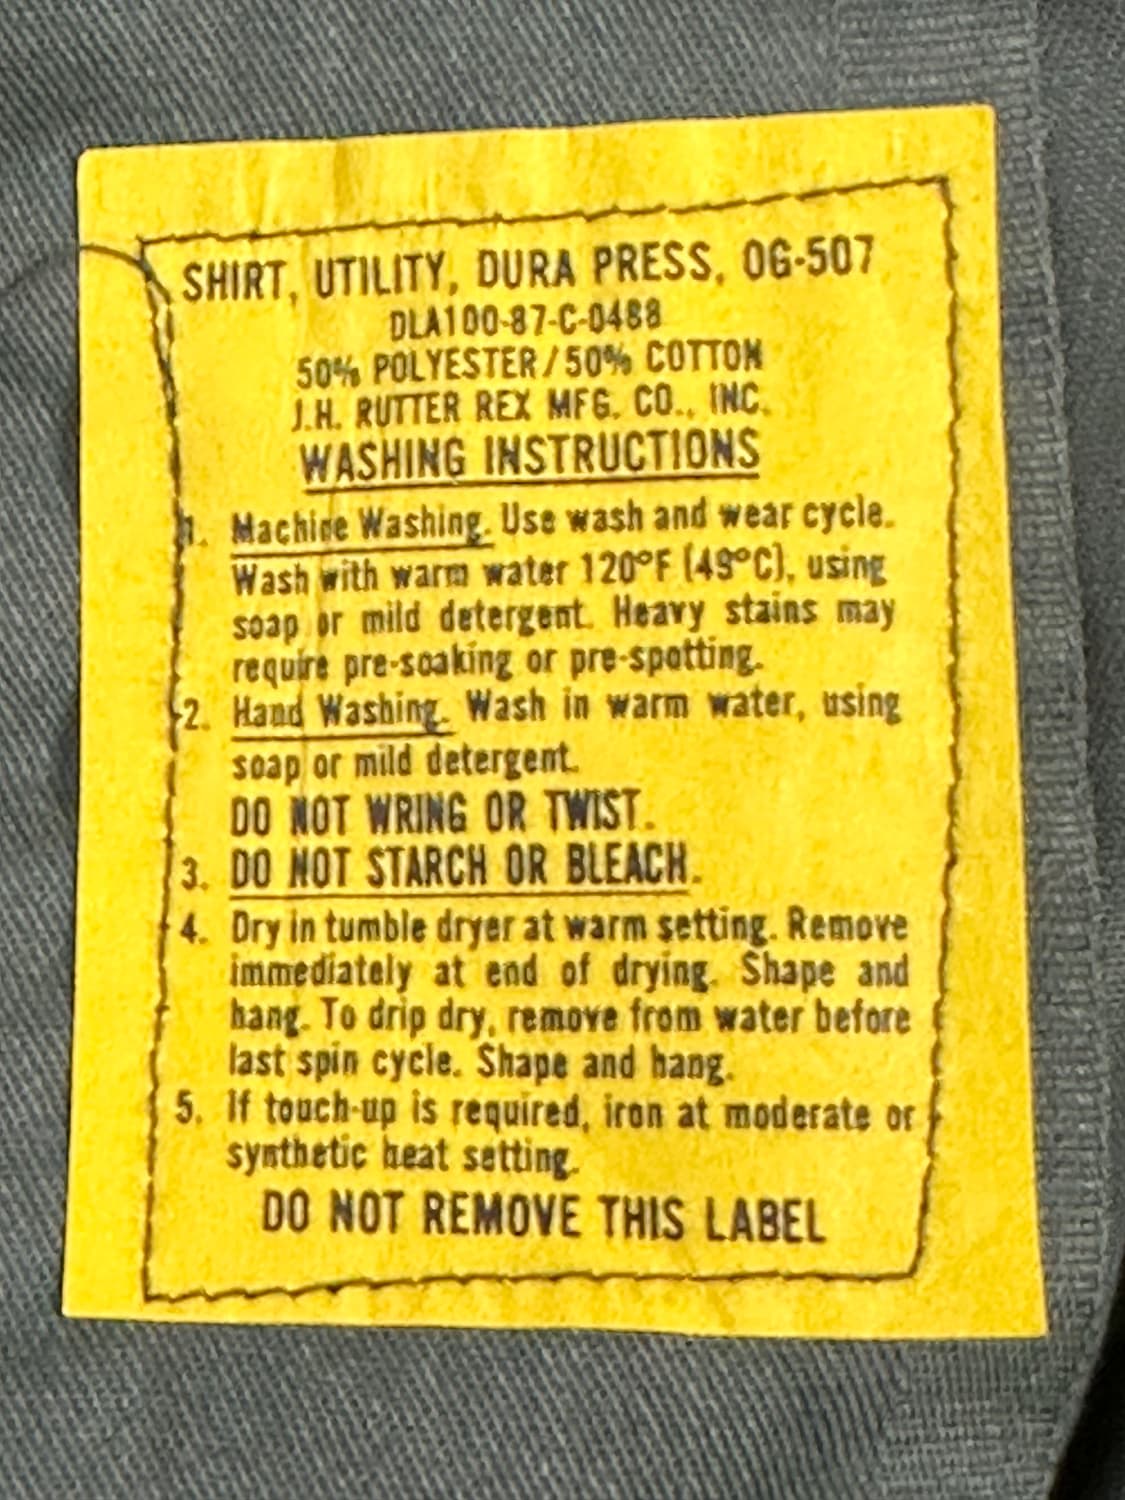 SHIRT, UTILITY, DURA PRESS, OG-507
DLA100-87-C-0488
50% POLYESTER/50% COTTON
J.H. RUTTER REX MFG. CO., INC.
WASHING INSTRUCTIONS
1. Machine Washing. Use wash and wear cycle.
Wash with warm water 120°F (49°C), using
soap or mild detergent. Heavy stains may
require pre-soaking or pre-spotting.
2. Hand Washing. Wash in warm water, using
soap or mild detergent.
DO NOT WRING OR TWIST.
3. DO NOT STARCH OR BLEACH.
4. Dry in tumble dryer at warm setting. Remove
immediately at end of drying. Shape and
hang. To drip dry, remove from water before
last spin cycle. Shape and hang.
5. If touch-up is required, iron at moderate or
synthetic heat setting.
DO NOT REMOVE THIS LABEL